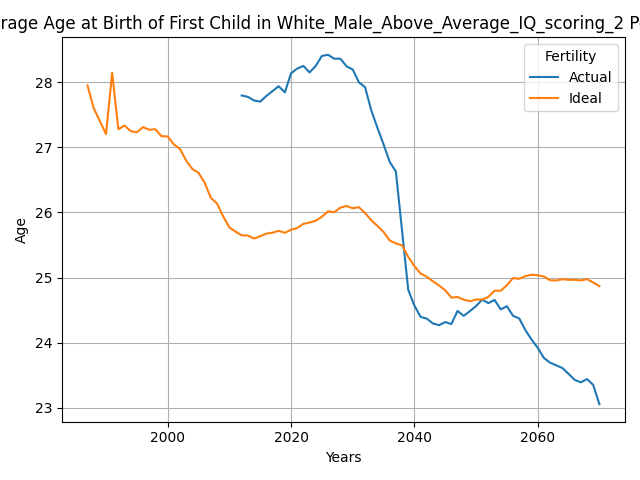 rage Age at Birth of First Child in White_Male_Above_Average_IQ_scoring_2 P
Fertility
Actual
Ideal
Age
28
27
26
25
24
23
2000
2020
2040
2060
Years